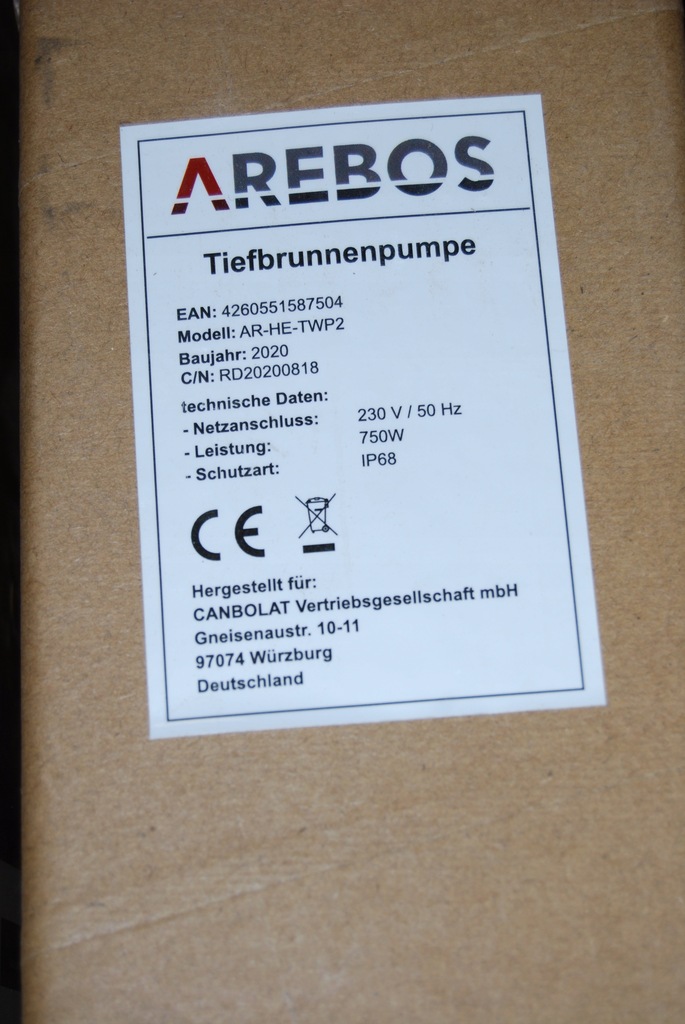 AREBOS
Tiefbrunnenpumpe
EAN: 4260551587504
Modell: AR-HE-TWP2
Baujahr: 2020
C/N: RD20200818
technische Daten:
- Netzanschluss: 230 V / 50 Hz
- Leistung: 750W
- Schutzart: IP68
CE
Hergestellt für:
CANBOLAT Vertriebsgesellschaft mbH
Gneisenaustr. 10-11
97074 Würzburg
Deutschland